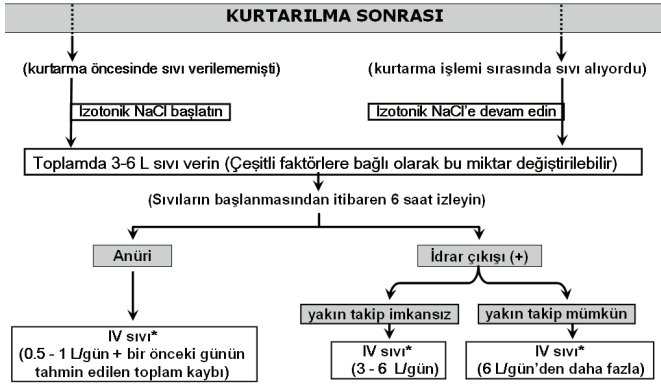 KURTARILMA SONRASI
(kurtarma öncesinde sıvı verilememişti)
(kurtarma işlemi sırasında sıvı alıyordu)
Izotonik NaCl başlatın
Izotonik NaCl'e devam edin
Toplamda 3-6 L sıvı verin (Çeşitli faktörlere bağlı olarak bu miktar değiştirilebilir)
(Sıvıların başlanmasından itibaren 6 saat izleyin)
Anüri
İdrar çıkışı (+)
yakın takip imkansız
yakın takip mümkün
IV sıvı*
(0.5 - 1 L/gün + bir önceki günün
tahmin edilen toplam kaybı)
IV sıvı*
(3 - 6 L/gün)
IV sıvı*
(6 L/gün'den daha fazla)